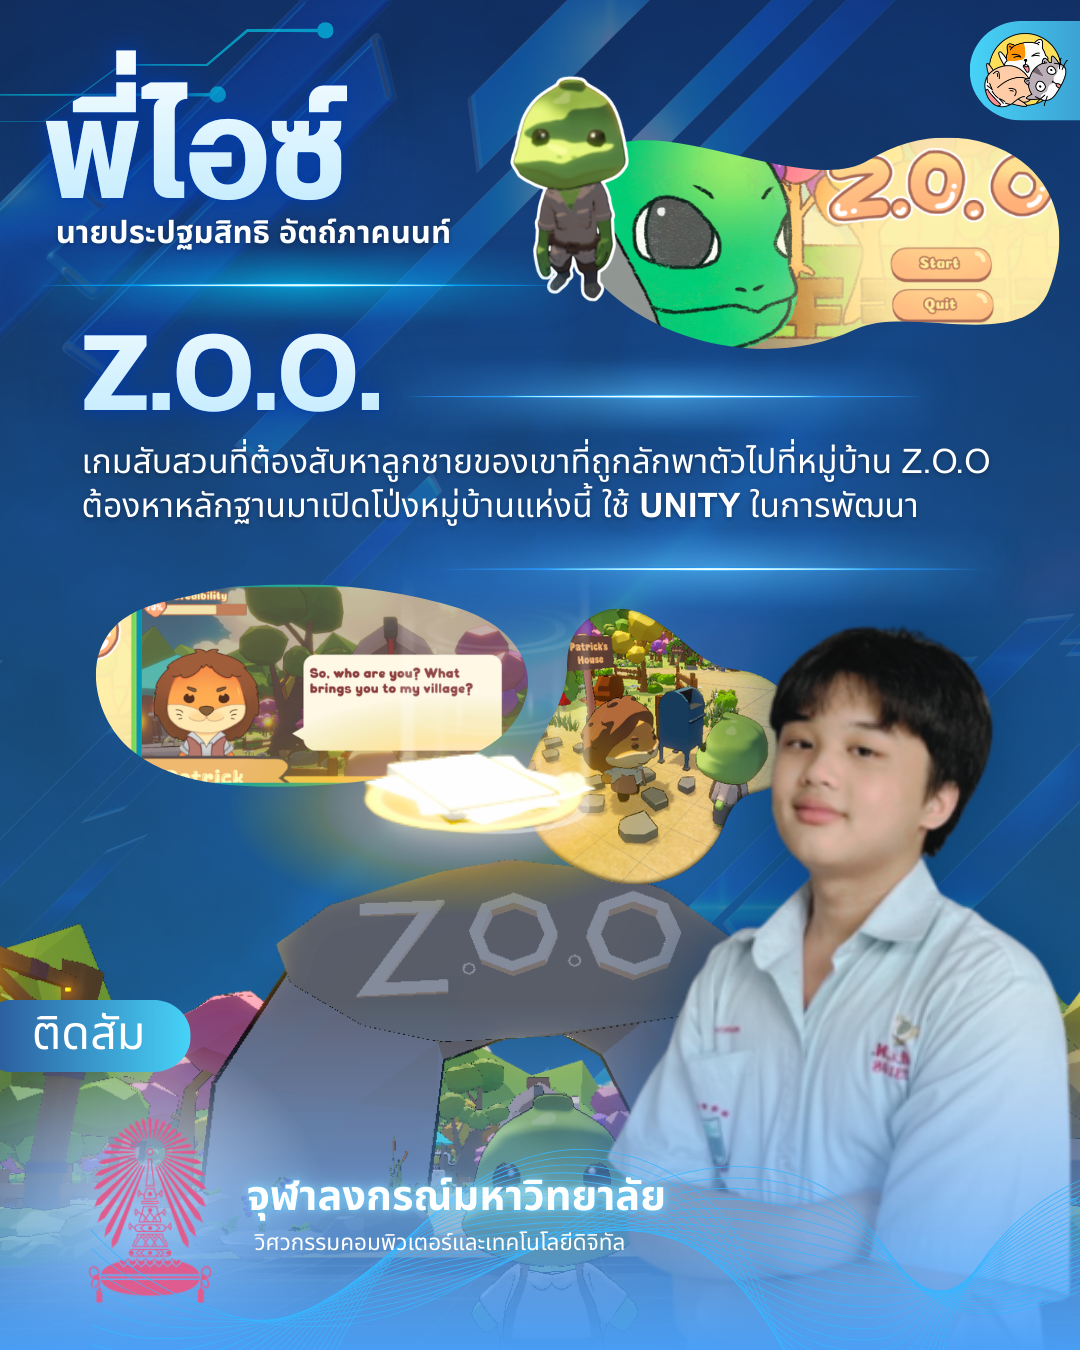 พี่ไอซ์
นายประปฐมสิทธิ อัตถ์ภาคนนท์
Z.O.O
Start
Quit
Z.O.O.
เกมสืบสวนที่ต้องสืบหาลูกชายของเขาที่ถูกลักพาตัวไปที่หมู่บ้าน Z.O.O
ต้องหาหลักฐานมาเปิดโปงหมู่บ้านแห่งนี้ ใช้ UNITY ในการพัฒนา
So, who are you? What
brings you to my village?
Patrick
Patrick's
House
Z.O.O
ติดสัม
จุฬาลงกรณ์มหาวิทยาลัย
วิศวกรรมคอมพิวเตอร์และเทคโนโลยีดิจิทัล